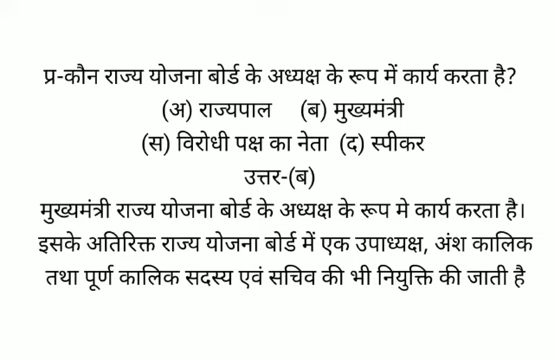 प्र-कौन राज्य योजना बोर्ड के अध्यक्ष के रूप में कार्य करता है?
(अ) राज्यपाल (ब) मुख्यमंत्री
(स) विरोधी पक्ष का नेता (द) स्पीकर
उत्तर-(ब)
मुख्यमंत्री राज्य योजना बोर्ड के अध्यक्ष के रूप मे कार्य करता है।
इसके अतिरिक्त राज्य योजना बोर्ड में एक उपाध्यक्ष, अंश कालिक
तथा पूर्ण कालिक सदस्य एवं सचिव की भी नियुक्ति की जाती है